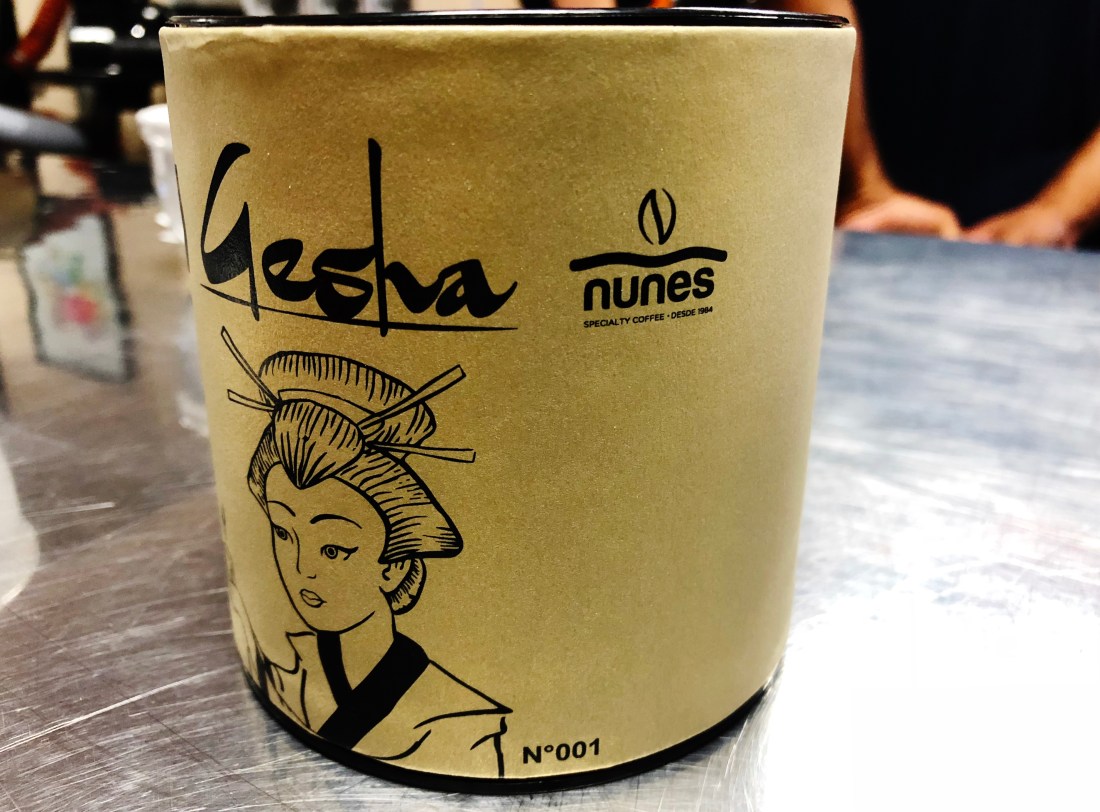 Gesha
nunes
SPECIALTY COFFEE • DESDE 1984
N°001